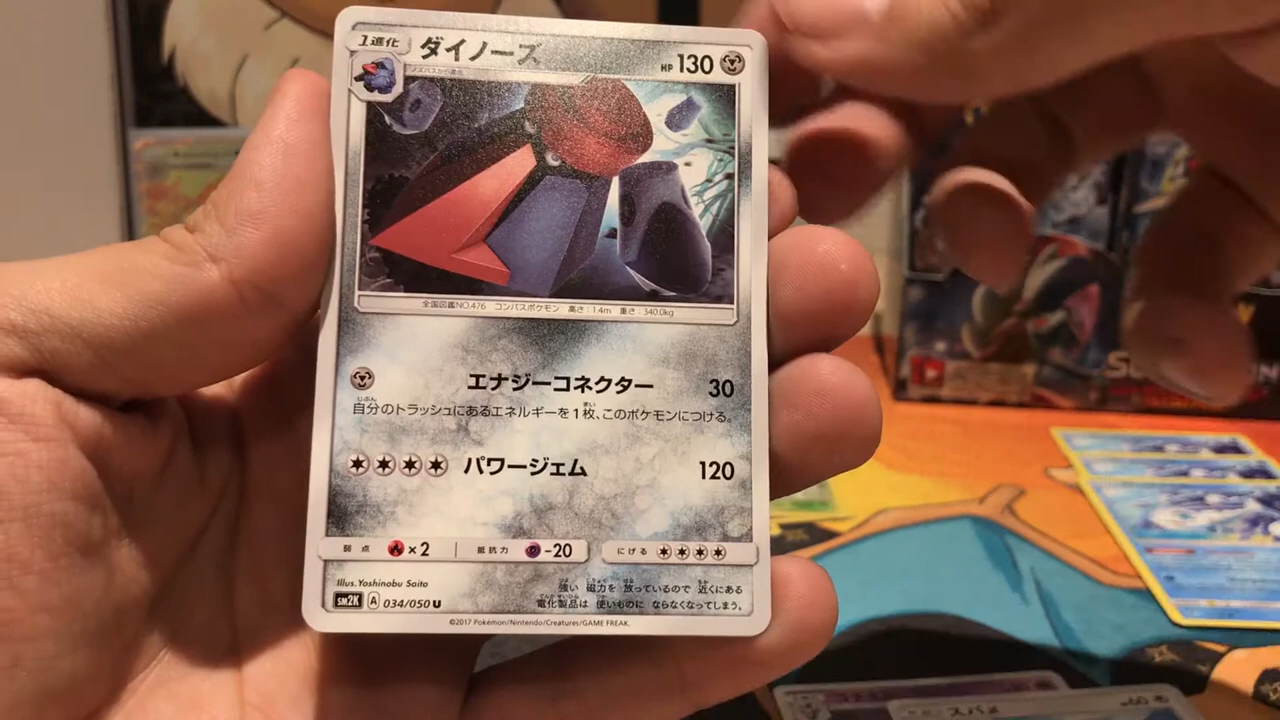 1進化 ダイノーズ HP 130
ノズパスから進化
全国図鑑NO.476 コンパスポケモン 高さ:1.4m 重さ:340.0kg
エナジーコネクター 30
自分のトラッシュにあるエネルギーを1枚、このポケモンにつける。
パワージェム 120
弱点 ×2 抵抗力 -20 にげる
Illus. Yoshinobu Saito
強い磁力を放っているので近くにある
電化製品は使いものにならなくなってしまう。
SM2K A 034/050 U
©2017 Pokémon/Nintendo/Creatures/GAME FREAK.
スバメ
60